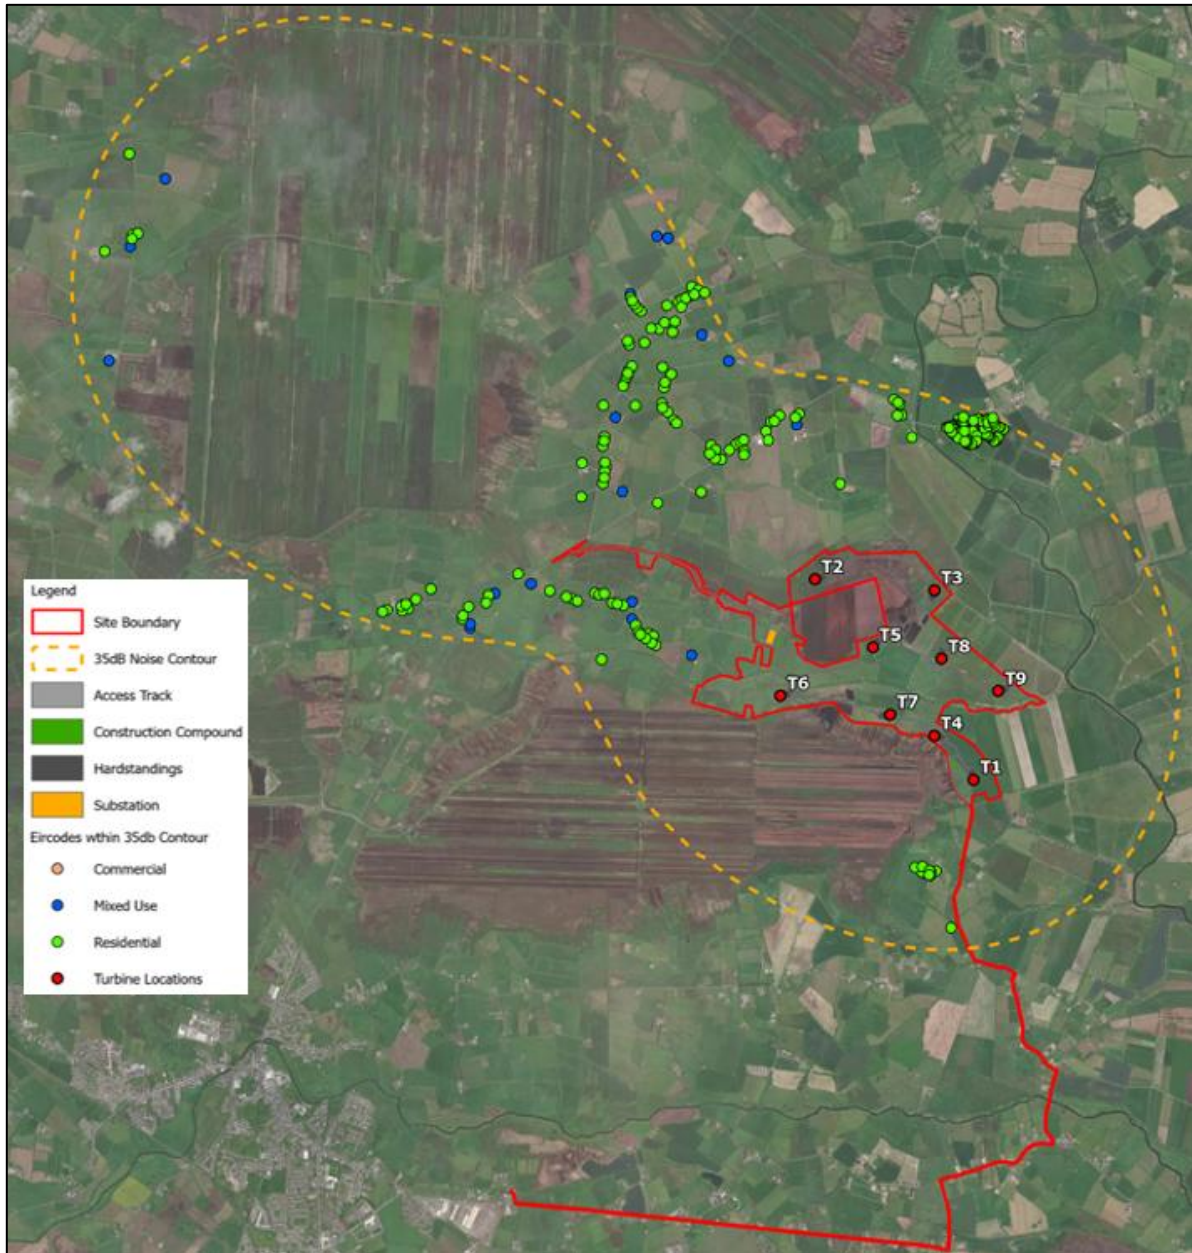 T2
T3
T5
T8
T6
T9
T7
T4
T1
Legend
Site Boundary
35dB Noise Contour
Access Track
Construction Compound
Hardstandings
Substation
Eircodes wthin 35db Contour
Commercial
Mixed Use
Residential
Turbine Locations